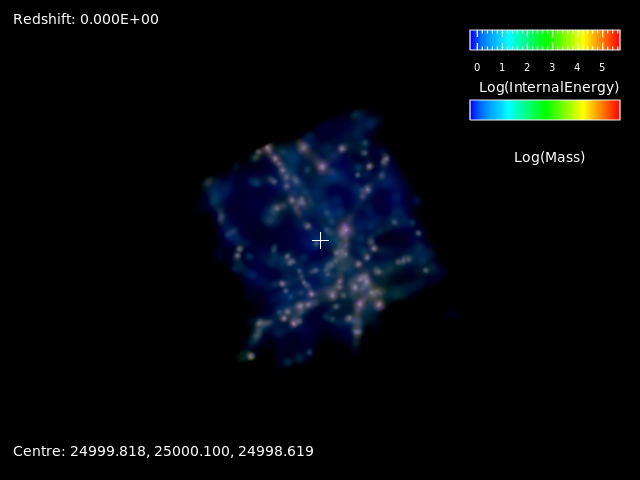 Redshift: 0.000E+00
0 1 2 3 4 5
Log(InternalEnergy)
Log(Mass)
Centre: 24999.818, 25000.100, 24998.619